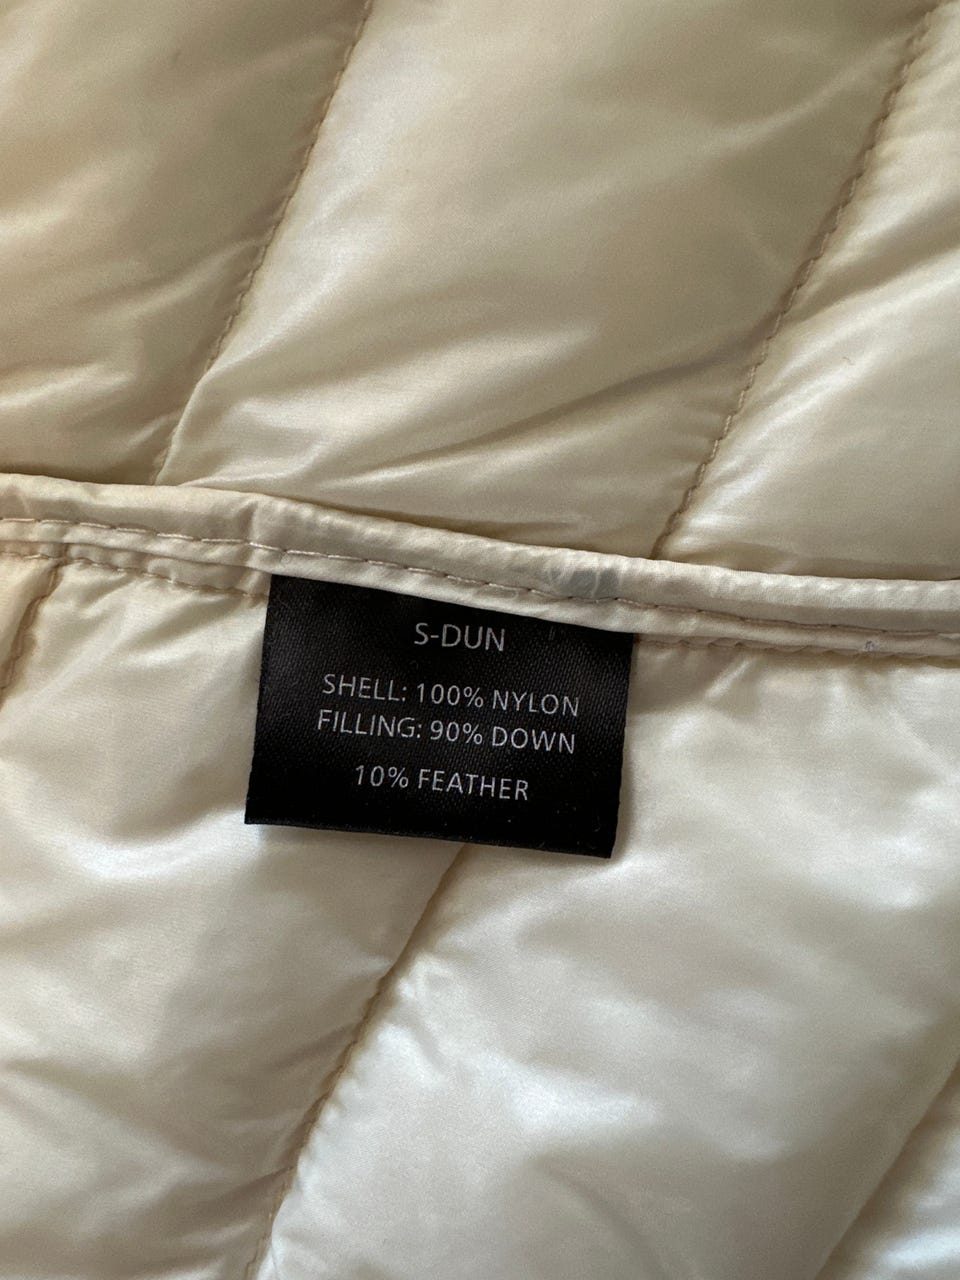 S-DUN
SHELL: 100% NYLON
FILLING: 90% DOWN
10% FEATHER